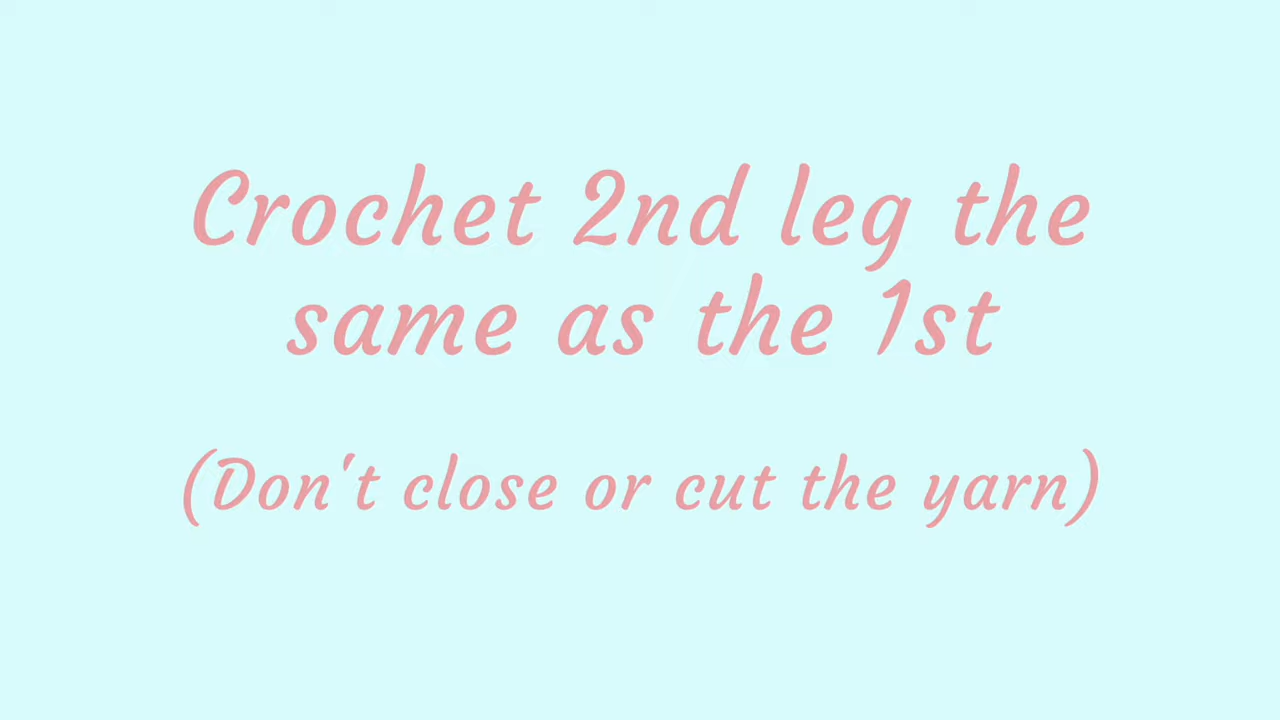 Crochet 2nd leg the
same as the 1st
(Don't close or cut the yarn)